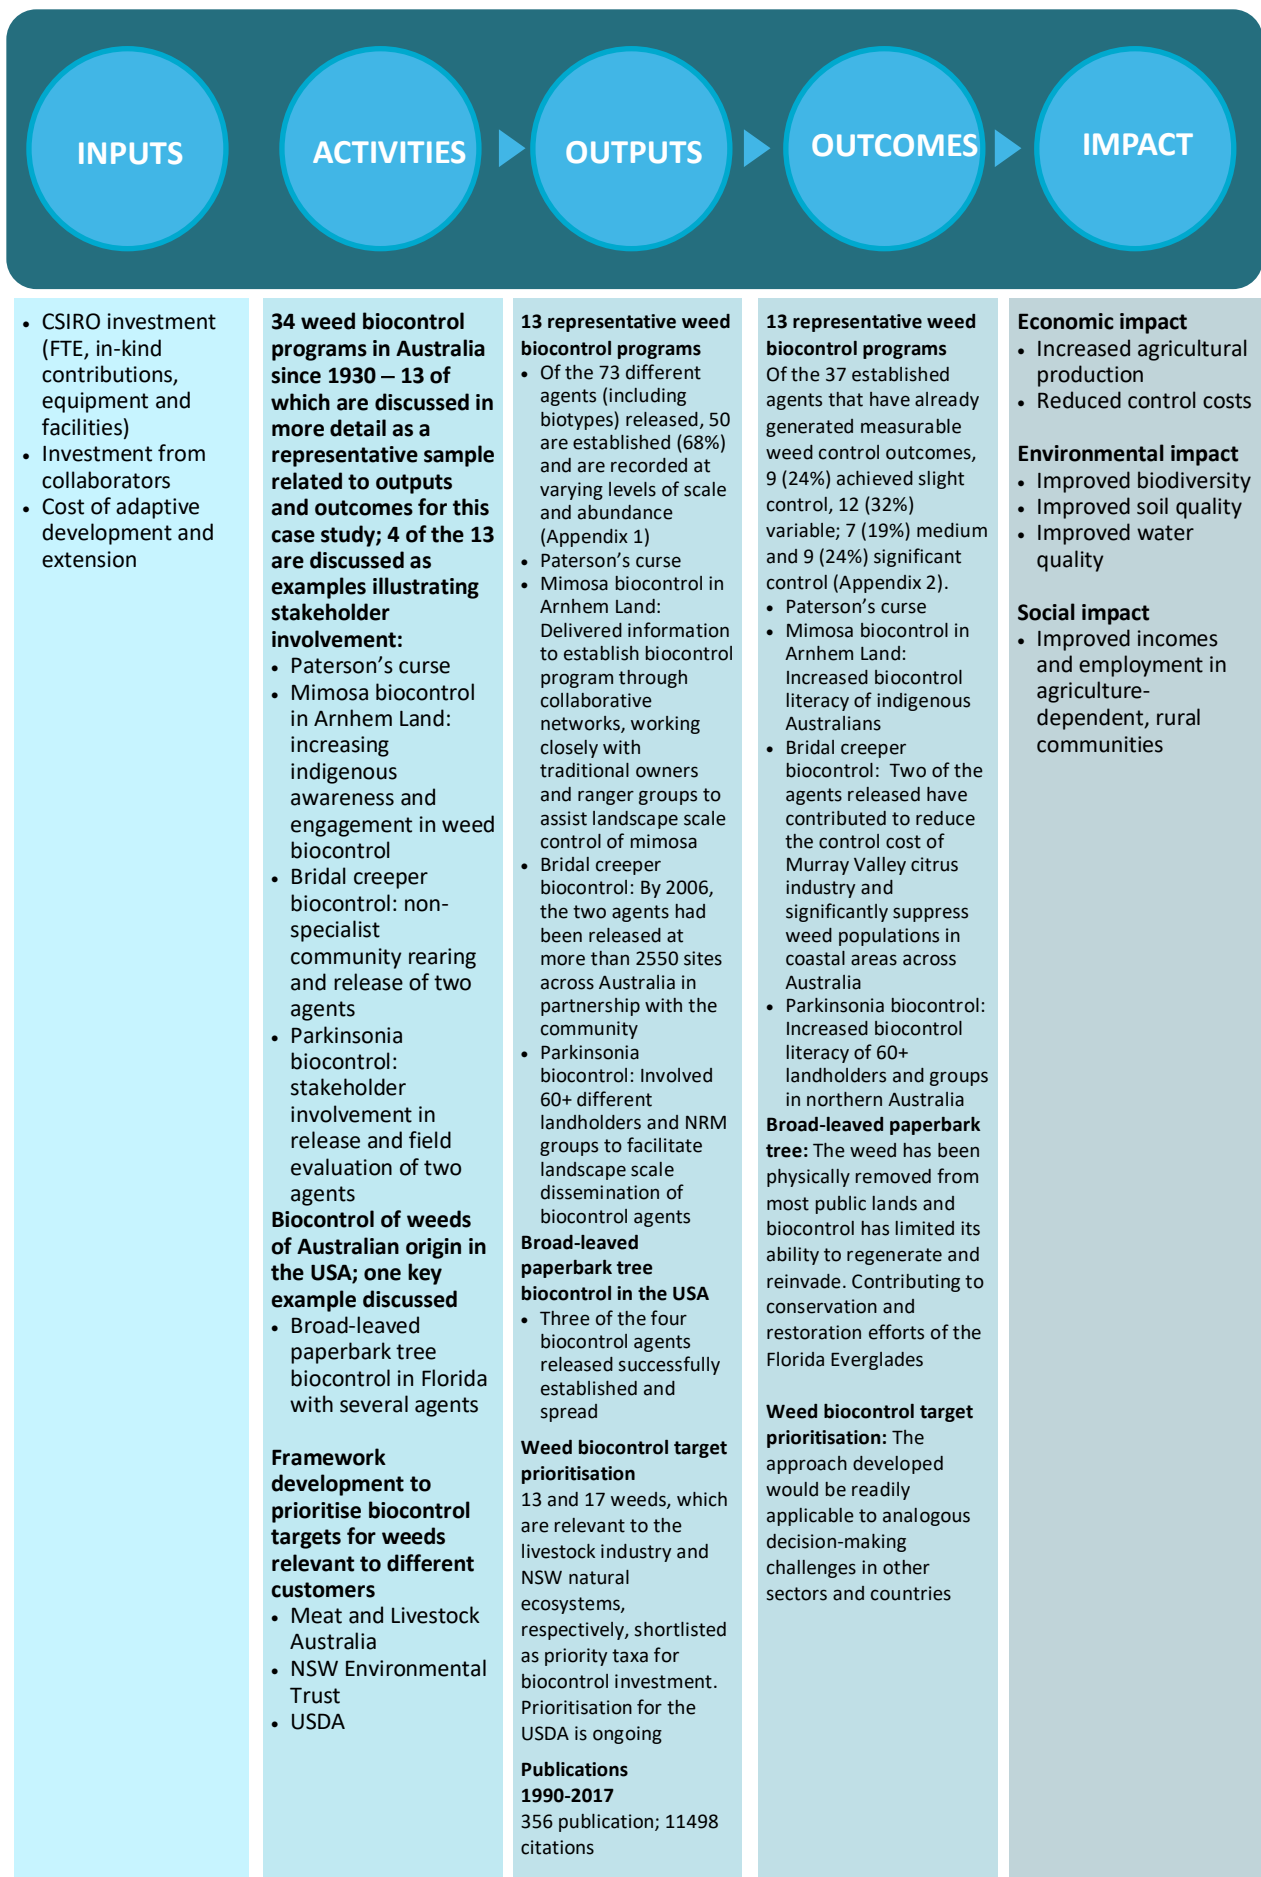 INPUTS
ACTIVITIES
OUTPUTS
OUTCOMES
IMPACT
• CSIRO investment
(FTE, in-kind
contributions,
equipment and
facilities)
• Investment from
collaborators
• Cost of adaptive
development and
extension
34 weed biocontrol
programs in Australia
since 1930 – 13 of
which are discussed in
more detail as a
representative sample
related to outputs
and outcomes for this
case study; 4 of the 13
are discussed as
examples illustrating
stakeholder
involvement:
• Paterson’s curse
• Mimosa biocontrol
in Arnhem Land:
increasing
indigenous
awareness and
engagement in weed
biocontrol
• Bridal creeper
biocontrol: non-
specialist
community rearing
and release of two
agents
• Parkinsonia
biocontrol:
stakeholder
involvement in
release and field
evaluation of two
agents
Biocontrol of weeds
of Australian origin in
the USA; one key
example discussed
• Broad-leaved
paperbark tree
biocontrol in Florida
with several agents
Framework
development to
prioritise biocontrol
targets for weeds
relevant to different
customers
• Meat and Livestock
Australia
• NSW Environmental
Trust
• USDA
13 representative weed
biocontrol programs
• Of the 73 different
agents (including
biotypes) released, 50
are established (68%)
and are recorded at
varying levels of scale
and abundance
(Appendix 1)
• Paterson’s curse
• Mimosa biocontrol in
Arnhem Land:
Delivered information
to establish biocontrol
program through
collaborative
networks, working
closely with
traditional owners
and ranger groups to
assist landscape scale
control of mimosa
• Bridal creeper
biocontrol: By 2006,
the two agents had
been released at
more than 2550 sites
across Australia in
partnership with the
community
• Parkinsonia
biocontrol: Involved
60+ different
landholders and NRM
groups to facilitate
landscape scale
dissemination of
biocontrol agents
Broad-leaved
paperbark tree
biocontrol in the USA
• Three of the four
biocontrol agents
released successfully
established and
spread
Weed biocontrol target
prioritisation
13 and 17 weeds, which
are relevant to the
livestock industry and
NSW natural
ecosystems,
respectively, shortlisted
as priority taxa for
biocontrol investment.
Prioritisation for the
USDA is ongoing
Publications
1990-2017
356 publication; 11498
citations
13 representative weed
biocontrol programs
Of the 37 established
agents that have already
generated measurable
weed control outcomes,
9 (24%) achieved slight
control, 12 (32%)
variable; 7 (19%) medium
and 9 (24%) significant
control (Appendix 2).
• Paterson’s curse
• Mimosa biocontrol in
Arnhem Land:
Increased biocontrol
literacy of indigenous
Australians
• Bridal creeper
biocontrol: Two of the
agents released have
contributed to reduce
the control cost of
Murray Valley citrus
industry and
significantly suppress
weed populations in
coastal areas across
Australia
• Parkinsonia biocontrol:
Increased biocontrol
literacy of 60+
landholders and groups
in northern Australia
Broad-leaved paperbark
tree: The weed has been
physically removed from
most public lands and
biocontrol has limited its
ability to regenerate and
reinvade. Contributing to
conservation and
restoration efforts of the
Florida Everglades
Weed biocontrol target
prioritisation: The
approach developed
would be readily
applicable to analogous
decision-making
challenges in other
sectors and countries
Economic impact
• Increased agricultural
production
• Reduced control costs
Environmental impact
• Improved biodiversity
• Improved soil quality
• Improved water
quality
Social impact
• Improved incomes
and employment in
agriculture-
dependent, rural
communities